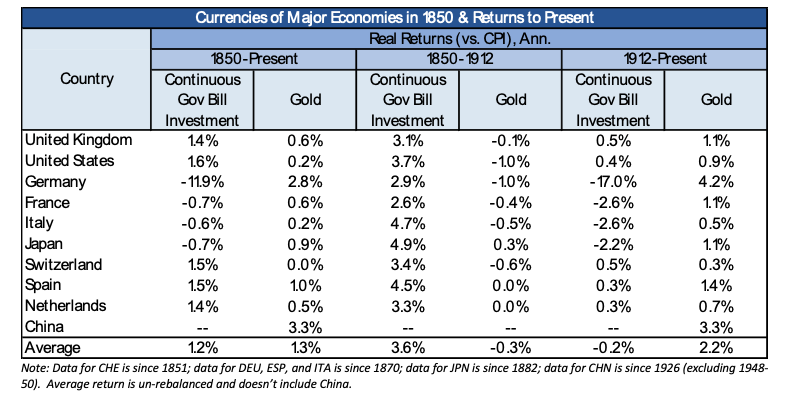 Currencies of Major Economies in 1850 & Returns to Present
Real Returns (vs. CPI), Ann.
Country 1850-Present 1850-1912 1912-Present
Continuous Gov Bill Investment Gold Continuous Gov Bill Investment Gold Continuous Gov Bill Investment Gold
United Kingdom 1.4% 0.6% 3.1% -0.1% 0.5% 1.1%
United States 1.6% 0.2% 3.7% -1.0% 0.4% 0.9%
Germany -11.9% 2.8% 2.9% -1.0% -17.0% 4.2%
France -0.7% 0.6% 2.6% -0.4% -2.6% 1.1%
Italy -0.6% 0.2% 4.7% -0.5% -2.6% 0.5%
Japan -0.7% 0.9% 4.9% 0.3% -2.2% 1.1%
Switzerland 1.5% 0.0% 3.4% -0.6% 0.5% 0.3%
Spain 1.5% 1.0% 4.5% 0.0% 0.3% 1.4%
Netherlands 1.4% 0.5% 3.3% 0.0% 0.3% 0.7%
China -- 3.3% -- -- -- 3.3%
Average 1.2% 1.3% 3.6% -0.3% -0.2% 2.2%
Note: Data for CHE is since 1851; data for DEU, ESP, and ITA is since 1870; data for JPN is since 1882; data for CHN is since 1926 (excluding 1948-
50). Average return is un-rebalanced and doesn't include China.